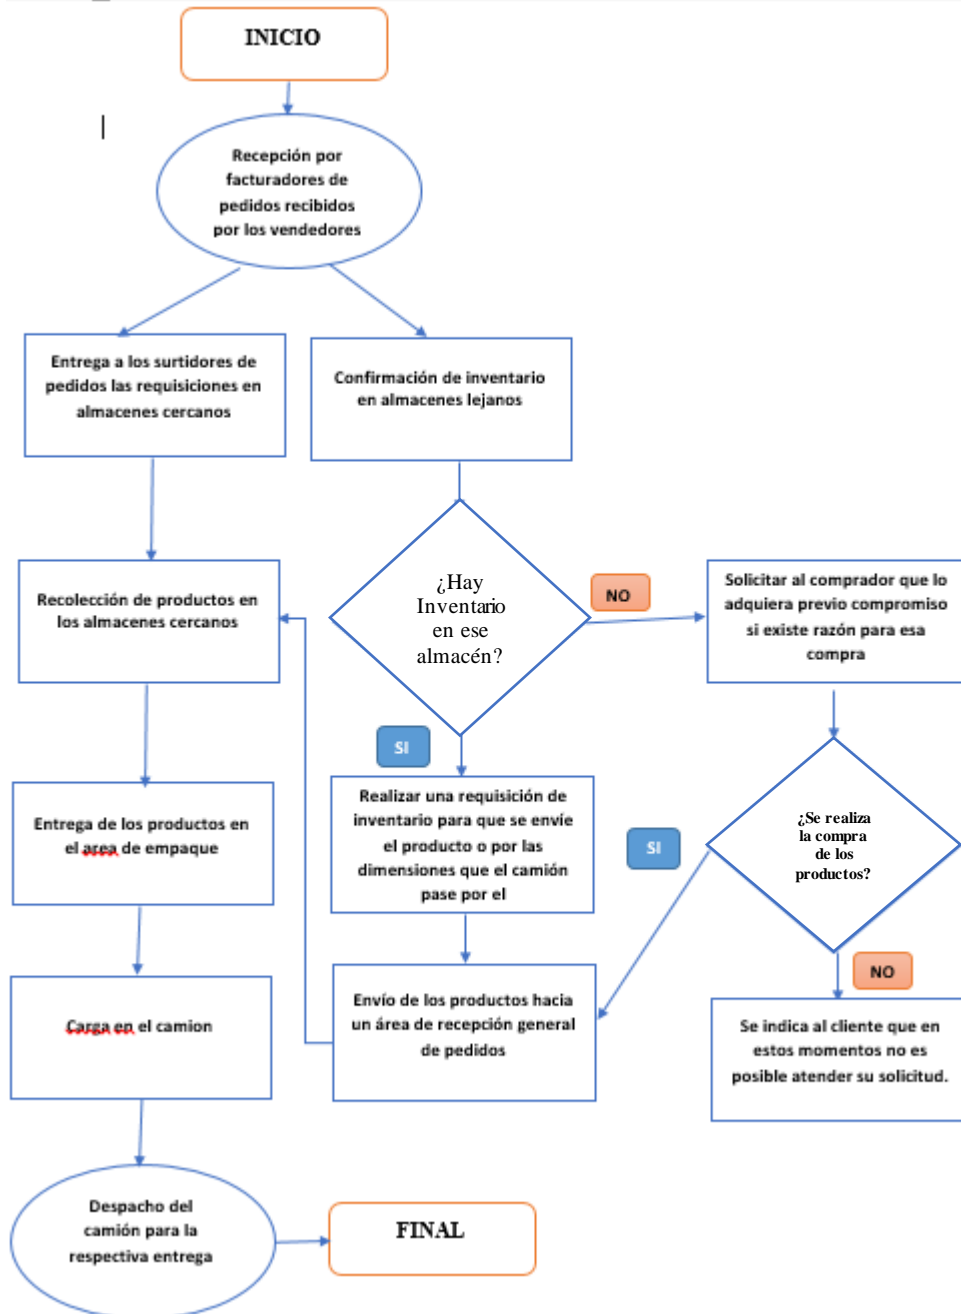 INICIO
Recepción por
facturadores de
pedidos recibidos
por los vendedores
Entrega a los surtidores de
pedidos las requisiciones en
almacenes cercanos
Confirmación de inventario
en almacenes lejanos
Recolección de productos en
los almacenes cercanos
¿Hay
Inventario
en ese
almacén?
NO
Solicitar al comprador que lo
adquiera previo compromiso
si existe razón para esa
compra
SI
Entrega de los productos en
el area de empaque
Realizar una requisición de
inventario para que se envíe
el producto o por las
dimensiones que el camión
pase por el
SI
¿Se realiza
la compra
de los
productos?
NO
Carga en el camion
Envío de los productos hacia
un área de recepción general
de pedidos
Se indica al cliente que en
estos momentos no es
posible atender su solicitud.
Despacho del
camión para la
respectiva entrega
FINAL